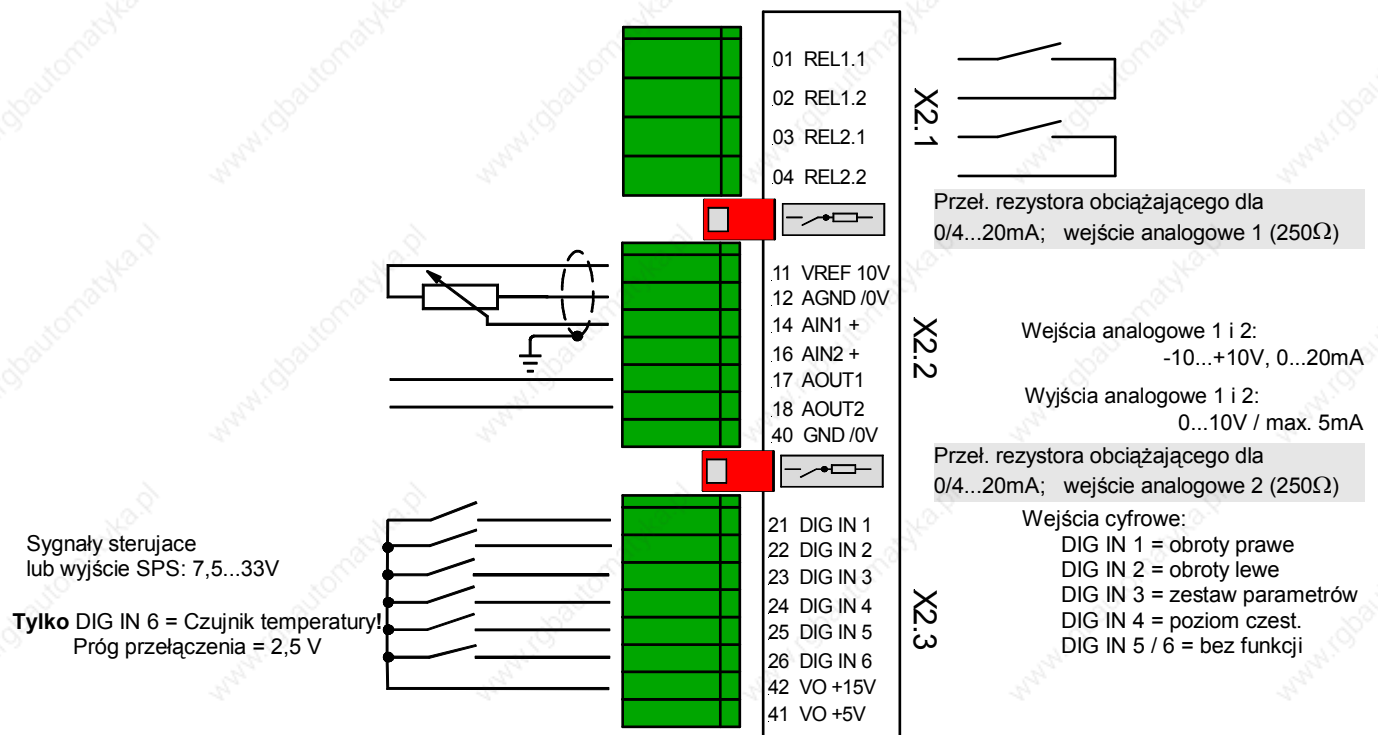 01 REL1.1
02 REL1.2
03 REL2.1
04 REL2.2
X2.1
Przeł. rezystora obciążającego dla
0/4...20mA; wejście analogowe 1 (250Ω)
11 VREF 10V
12 AGND /0V
14 AIN1 +
16 AIN2 +
17 AOUT1
18 AOUT2
40 GND /0V
X2.2
Wejścia analogowe 1 i 2:
-10...+10V, 0...20mA
Wyjścia analogowe 1 i 2:
0...10V / max. 5mA
Przeł. rezystora obciążającego dla
0/4...20mA; wejście analogowe 2 (250Ω)
Sygnały sterujace
lub wyjście SPS: 7,5...33V
Tylko DIG IN 6 = Czujnik temperatury!
Próg przełączenia = 2,5 V
21 DIG IN 1
22 DIG IN 2
23 DIG IN 3
24 DIG IN 4
25 DIG IN 5
26 DIG IN 6
42 VO +15V
41 VO +5V
X2.3
Wejścia cyfrowe:
DIG IN 1 = obroty prawe
DIG IN 2 = obroty lewe
DIG IN 3 = zestaw parametrów
DIG IN 4 = poziom czest.
DIG IN 5 / 6 = bez funkcji
www.rgbautomatyka.pl